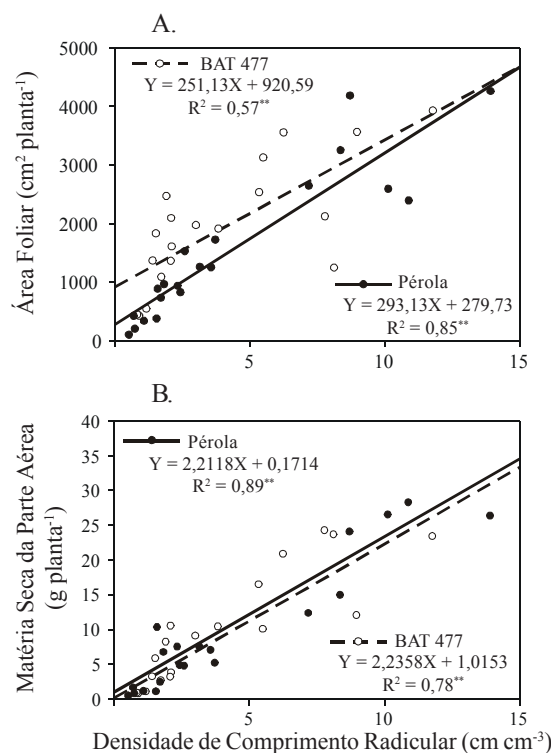 A.
5000
4000
3000
2000
1000
0
Área Foliar (cm² planta⁻¹)
BAT 477
Y = 251,13X + 920,59
R² = 0,57**
Pérola
Y = 293,13X + 279,73
R² = 0,85**
5
10
15
B.
40
35
30
25
20
15
10
5
0
Matéria Seca da Parte Aérea
(g planta⁻¹)
Pérola
Y = 2,2118X + 0,1714
R² = 0,89**
BAT 477
Y = 2,2358X + 1,0153
R² = 0,78**
5
10
15
Densidade de Comprimento Radicular (cm cm⁻³)